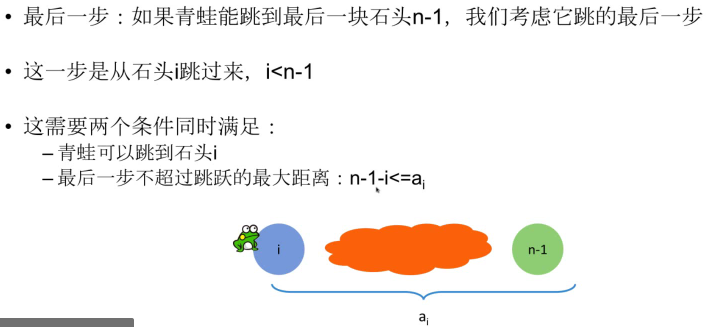 • 最后一步：如果青蛙能跳到最后一块石头n-1，我们考虑它跳的最后一步
• 这一步是从石头i跳过来，i<n-1
• 这需要两个条件同时满足：
– 青蛙可以跳到石头i
– 最后一步不超过跳跃的最大距离：n-1-i<=aᵢ
i
n-1
aᵢ